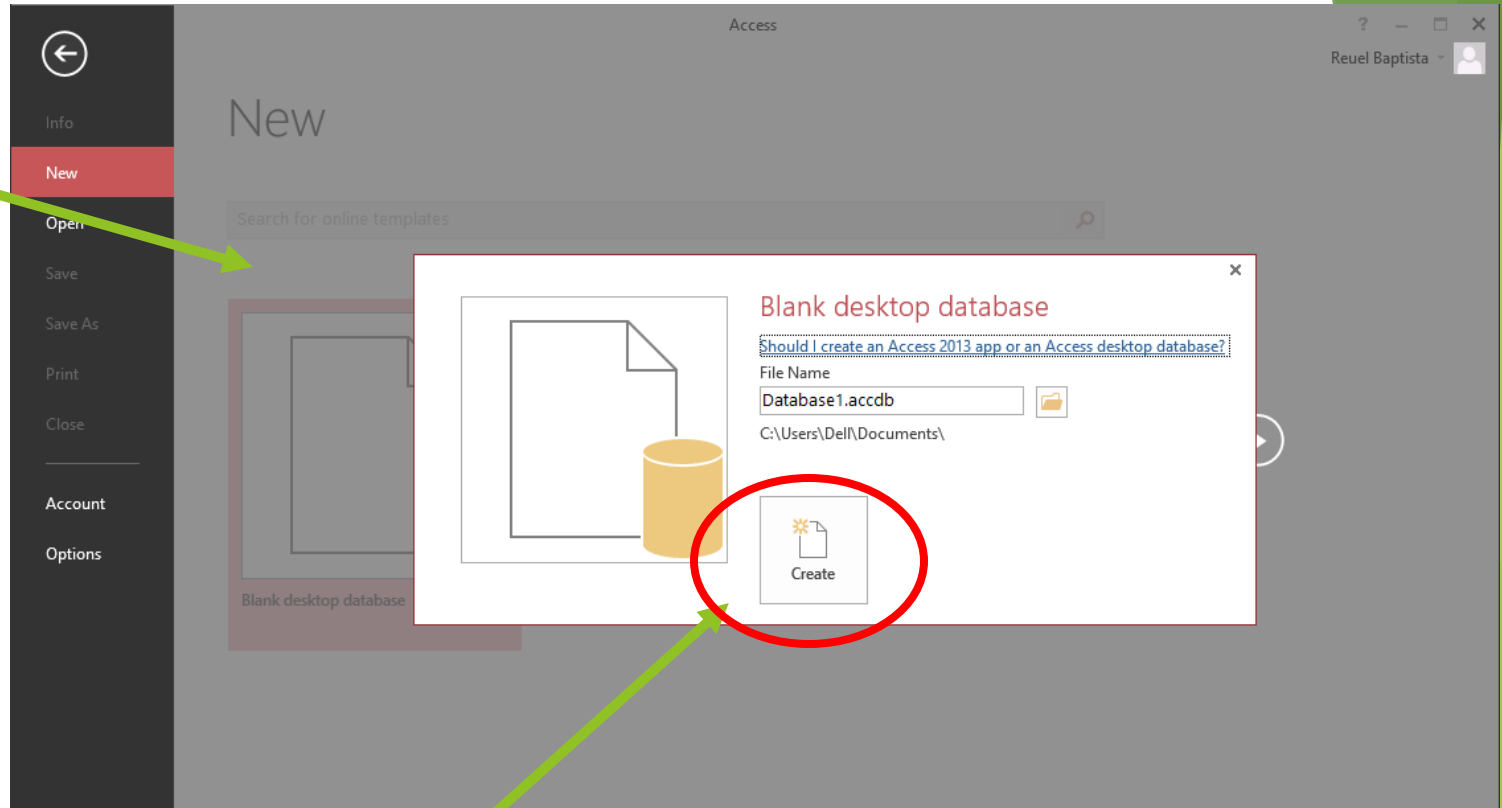 Access
?
Reuel Baptista
Info
New
Open
Save
Save As
Print
Close
Account
Options
New
Search for online templates
Blank desktop database
Blank desktop database
Should I create an Access 2013 app or an Access desktop database?
File Name
Database1.accdb
C:\Users\Dell\Documents\
Create